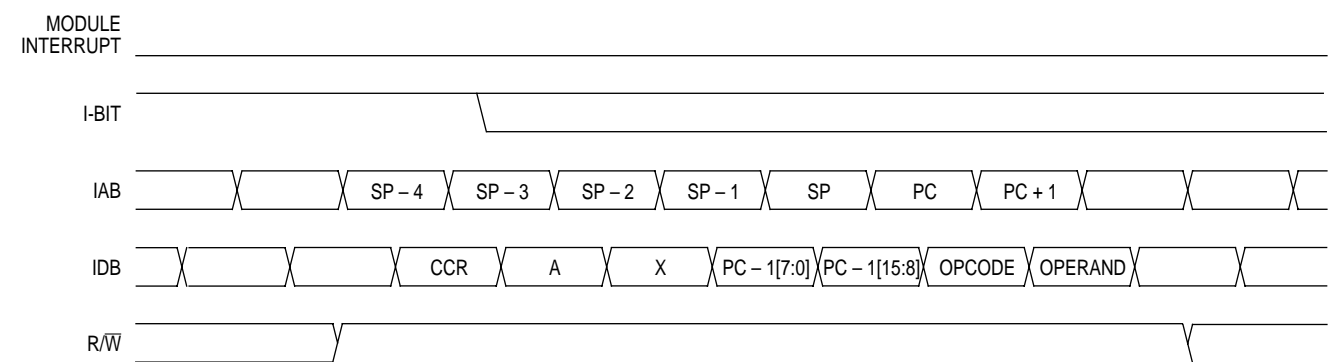 MODULE
INTERRUPT
I-BIT
IAB SP – 4 SP – 3 SP – 2 SP – 1 SP PC PC + 1
IDB CCR A X PC – 1[7:0] PC – 1[15:8] OPCODE OPERAND
R/W̅